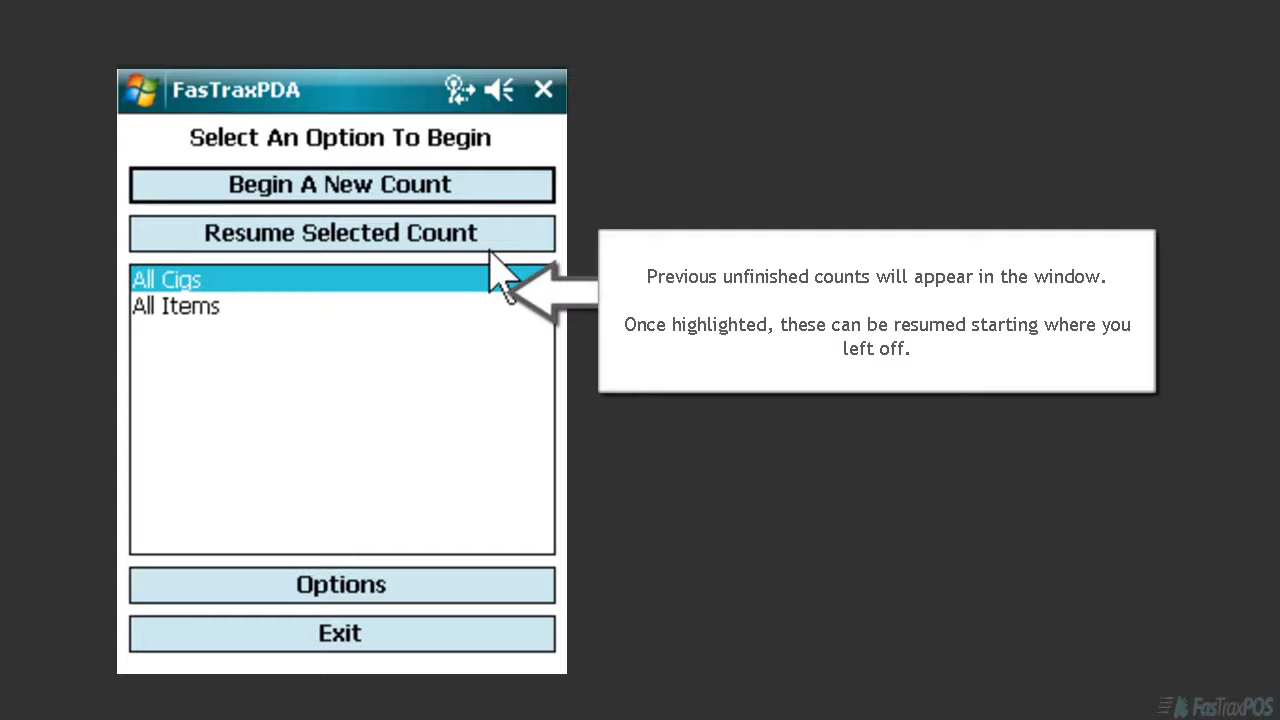 FasTraxPDA
Select An Option To Begin
Begin A New Count
Resume Selected Count
All Cigs
All Items
Options
Exit
Previous unfinished counts will appear in the window.
Once highlighted, these can be resumed starting where you
left off.
FasTraxPOS